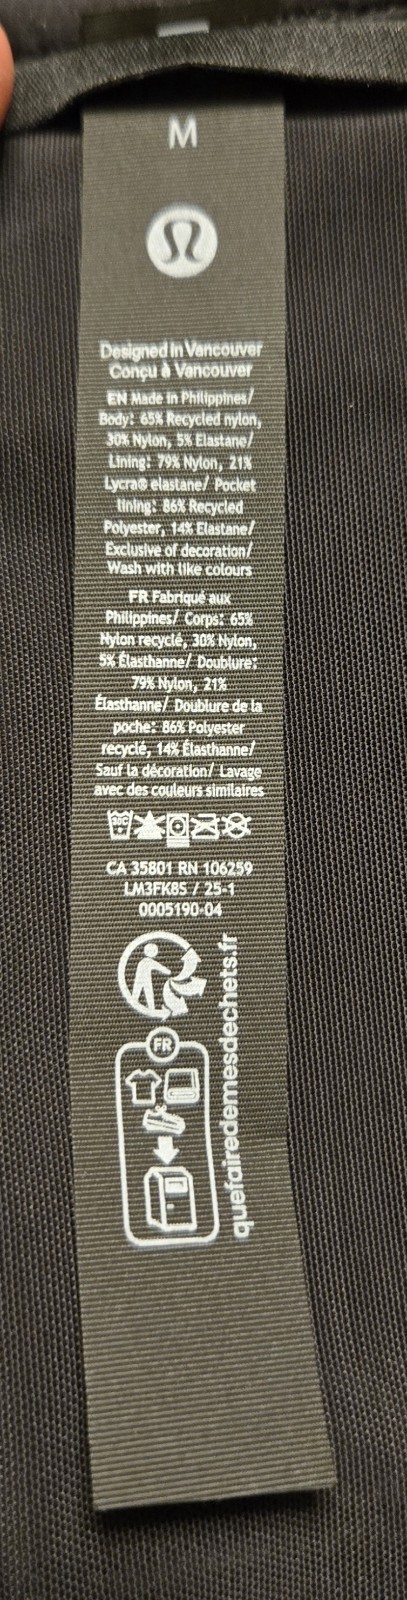 M
Designed in Vancouver
Conçu à Vancouver
EN Made in Philippines/
Body: 65% Recycled nylon,
30% Nylon, 5% Elastane/
Lining: 79% Nylon, 21%
Lycra® elastane/ Pocket
lining: 86% Recycled
Polyester, 14% Elastane/
Exclusive of decoration/
Wash with like colours
FR Fabriqué aux
Philippines/ Corps: 65%
Nylon recyclé, 30% Nylon,
5% Élasthanne/ Doublure:
79% Nylon, 21%
Élasthanne/ Doublure de la
poche: 86% Polyester
recyclé, 14% Élasthanne/
Sauf la décoration/ Lavage
avec des couleurs similaires
30C
CA 35801 RN 106259
LM3FK8S / 25-1
0005190-04
FR
quefairedemesdechets.fr